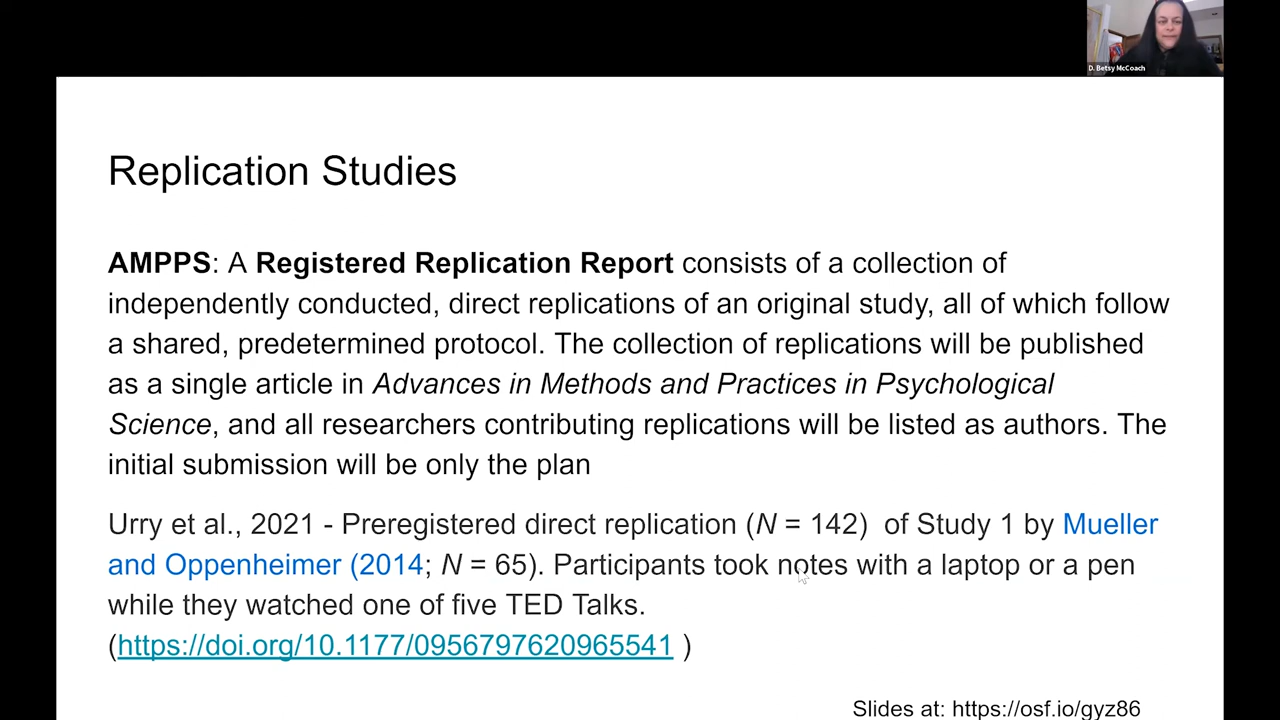 D. Betsy McCoach
Replication Studies
AMPPS: A Registered Replication Report consists of a collection of
independently conducted, direct replications of an original study, all of which follow
a shared, predetermined protocol. The collection of replications will be published
as a single article in Advances in Methods and Practices in Psychological
Science, and all researchers contributing replications will be listed as authors. The
initial submission will be only the plan
Urry et al., 2021 - Preregistered direct replication (N = 142)  of Study 1 by Mueller
and Oppenheimer (2014; N = 65). Participants took notes with a laptop or a pen
while they watched one of five TED Talks.
(https://doi.org/10.1177/0956797620965541 )
Slides at: https://osf.io/gyz86